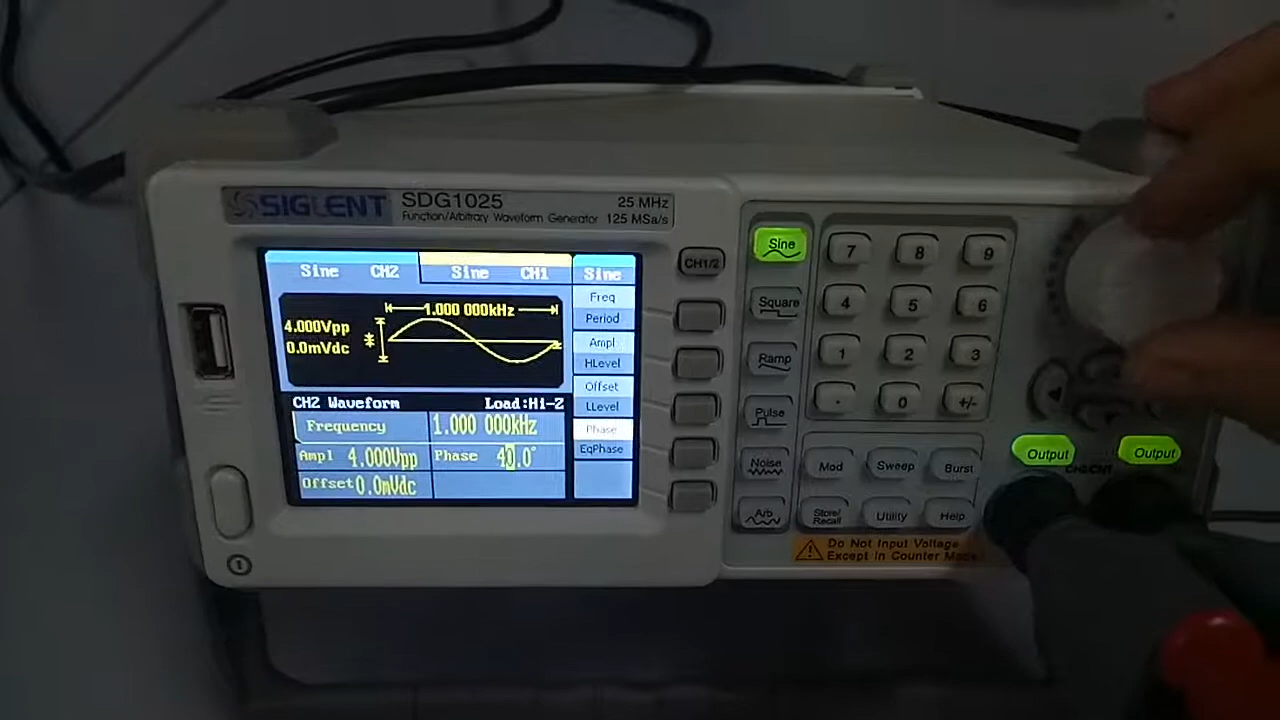 SIGLENT SDG1025 25 MHz
Function/Arbitrary Waveform Generator 125 MSa/s
Sine CH2 Sine CH1 Sine
1.000 000kHz
4.000Vpp
0.0mVdc
CH2 Waveform Load:Hi-Z
Frequency 1.000 000kHz
Ampl 4.000Vpp Phase 40.0°
Offset 0.0mVdc
Freq
Period
Ampl
HLevel
Offset
LLevel
Phase
EqPhase
CH1/2
Sine
Square
Ramp
Pulse
Noise
Arb
7 8 9
4 5 6
1 2 3
. 0 +/-
Mod Sweep Burst
Store/Recall Utility Help
Output Output
Do Not Input Voltage
Except In Counter